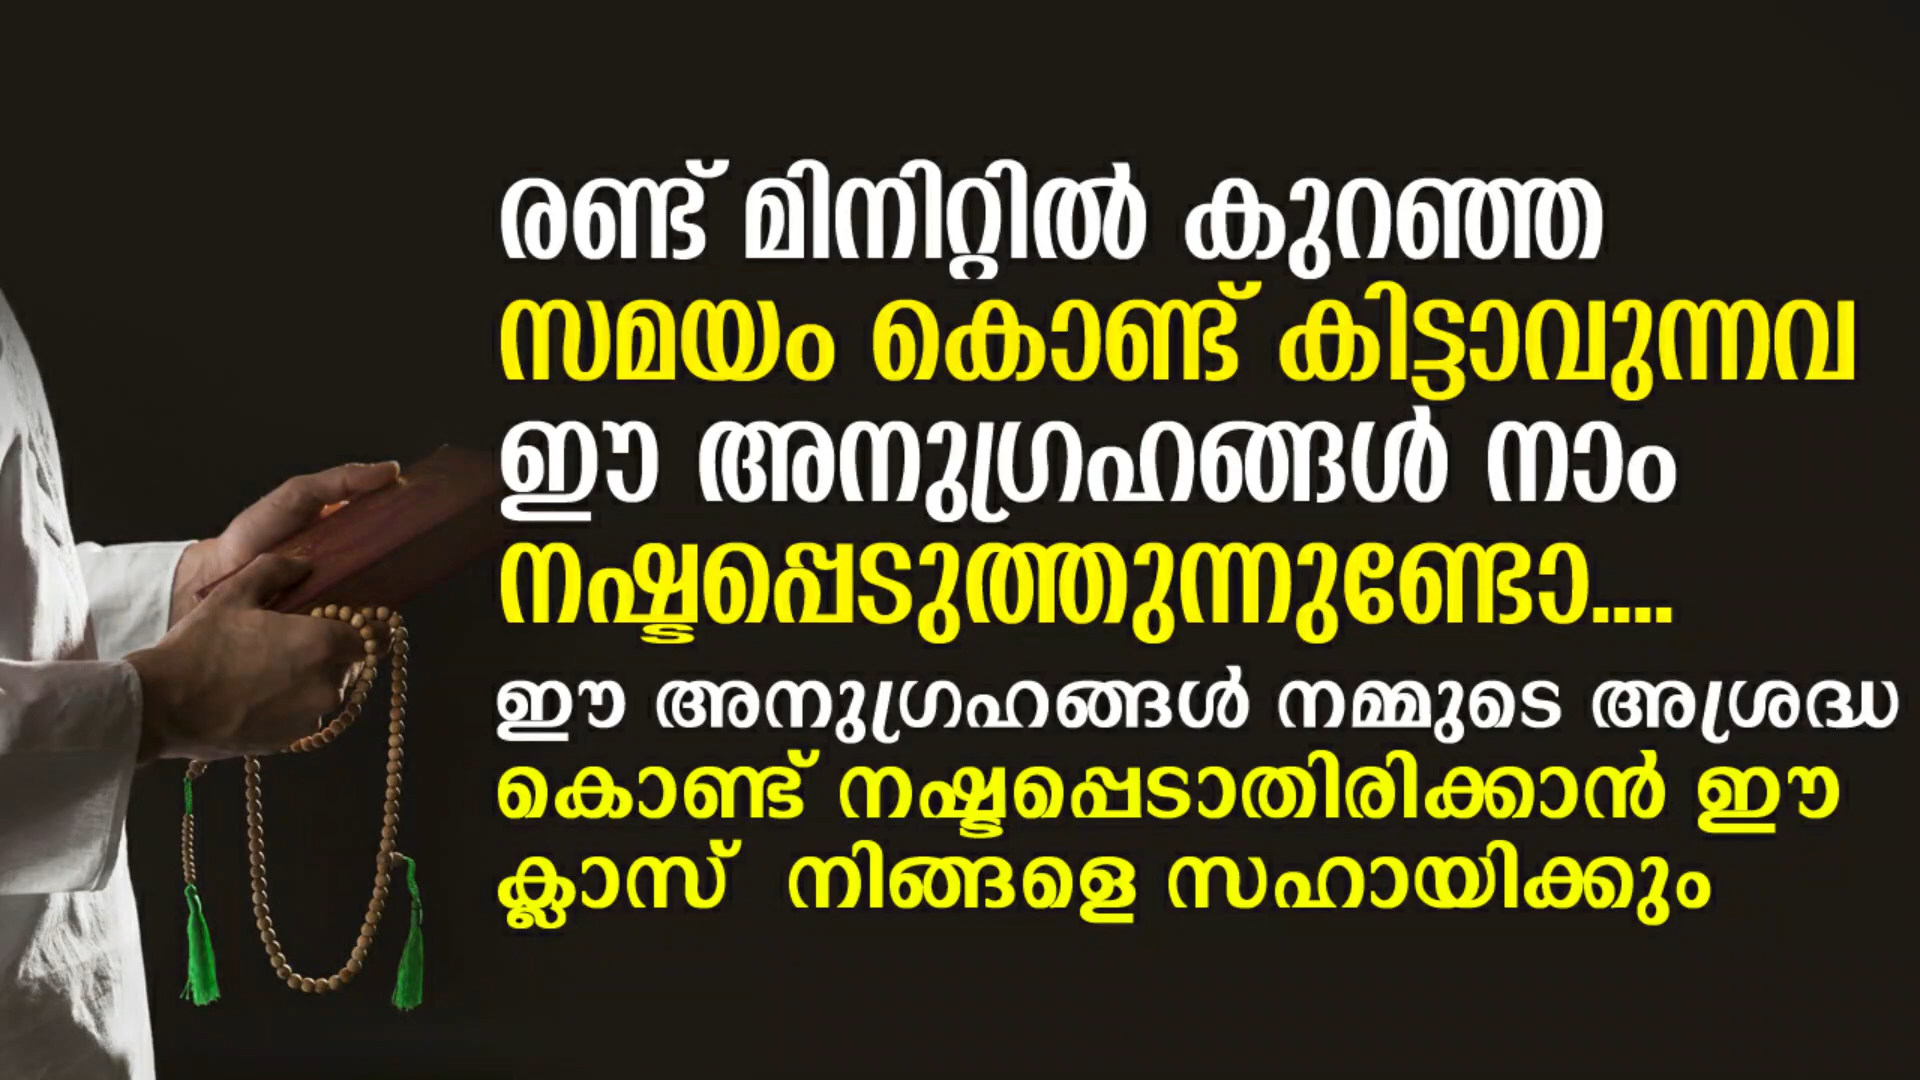 രണ്ട് മിനിറ്റിൽ കുറഞ്ഞ
സമയം കൊണ്ട് കിട്ടാവുന്നവ
ഈ അനുഗ്രഹങ്ങൾ നാം
നഷ്ടപ്പെടുത്തുന്നുണ്ടോ....
ഈ അനുഗ്രഹങ്ങൾ നമ്മുടെ അശ്രദ്ധ
കൊണ്ട് നഷ്ടപ്പെടാതിരിക്കാൻ ഈ
ക്ലാസ് നിങ്ങളെ സഹായിക്കും